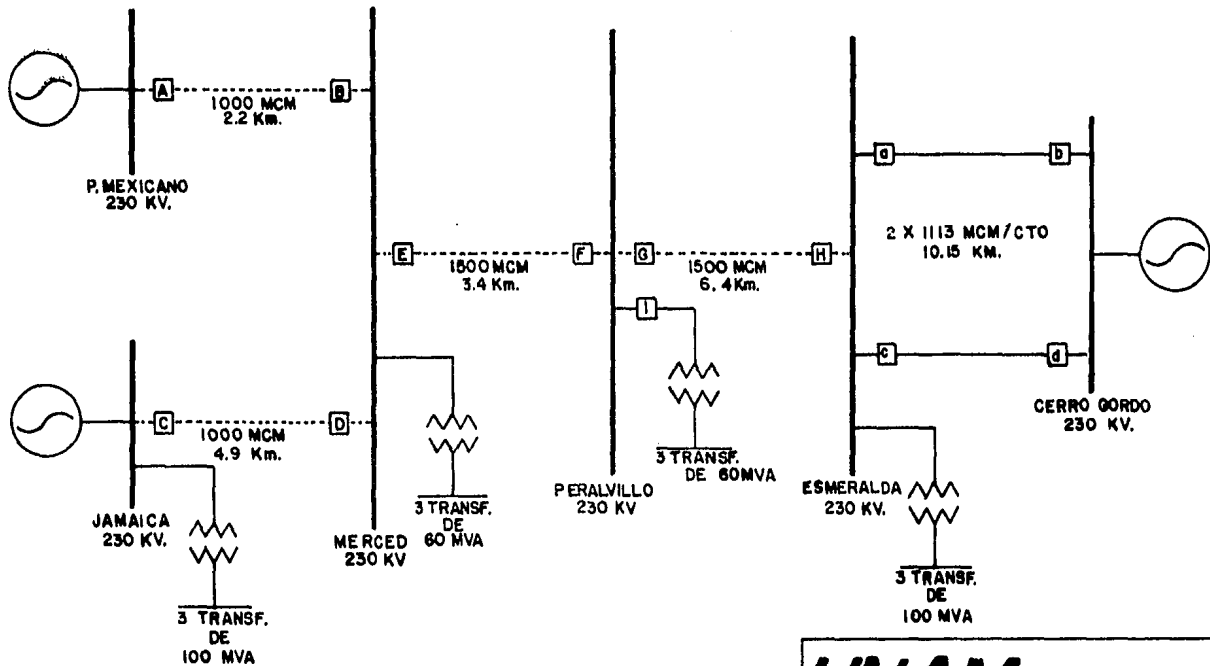 A
1000 MCM
2.2 Km.
B
P. MEXICANO
230 KV.
E
1500 MCM
3.4 Km.
F
G
1500 MCM
6.4 Km.
H
I
a
b
2 X 1113 MCM/CTO
10.15 KM.
c
d
CERRO GORDO
230 KV.
C
1000 MCM
4.9 Km.
D
JAMAICA
230 KV.
3 TRANSF.
DE
100 MVA
MERCED
230 KV
3 TRANSF.
DE
60 MVA
PERALVILLO
230 KV
3 TRANSF.
DE 60MVA
ESMERALDA
230 KV.
3 TRANSF.
DE
100 MVA